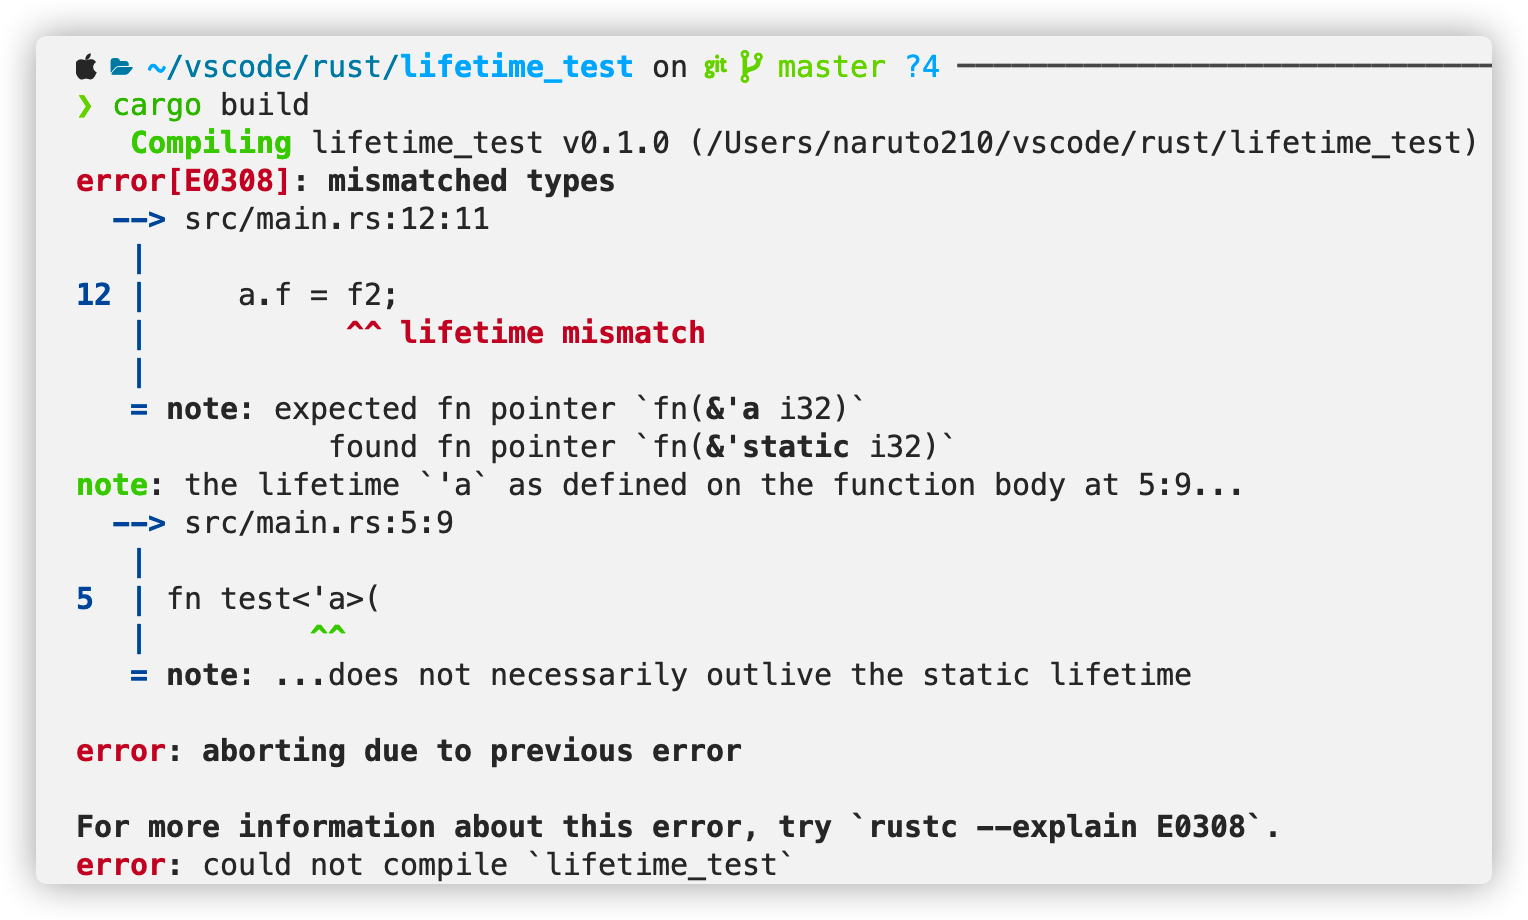 ~/vscode/rust/lifetime_test on git master ?4
❯ cargo build
   Compiling lifetime_test v0.1.0 (/Users/naruto210/vscode/rust/lifetime_test)
error[E0308]: mismatched types
  --> src/main.rs:12:11
   |
12 |     a.f = f2;
   |           ^^ lifetime mismatch
   |
   = note: expected fn pointer `fn(&'a i32)`
              found fn pointer `fn(&'static i32)`
note: the lifetime `'a` as defined on the function body at 5:9...
  --> src/main.rs:5:9
   |
5  | fn test<'a>(
   |         ^^
   = note: ...does not necessarily outlive the static lifetime

error: aborting due to previous error

For more information about this error, try `rustc --explain E0308`.
error: could not compile `lifetime_test`